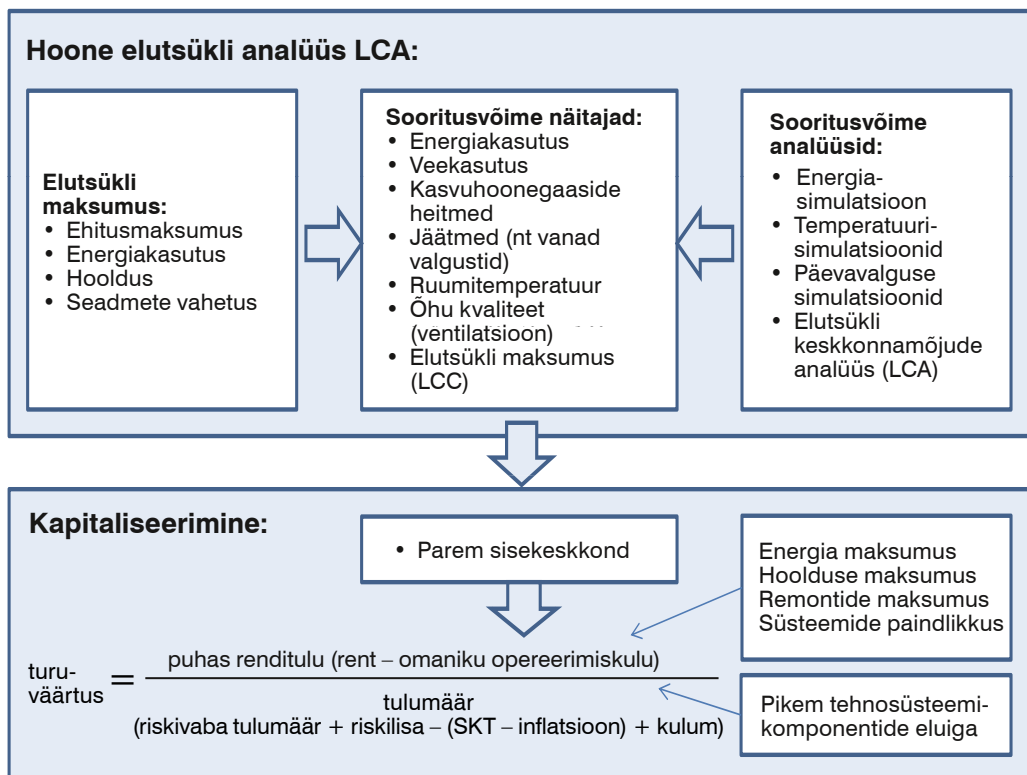 Hoone elutsükli analüüs LCA:
Elutsükli
maksumus:
• Ehitusmaksumus
• Energiakasutus
• Hooldus
• Seadmete vahetus
Sooritusvõime näitajad:
• Energiakasutus
• Veekasutus
• Kasvuhoonegaaside
heitmed
• Jäätmed (nt vanad
valgustid)
• Ruumitemperatuur
• Õhu kvaliteet
(ventilatsioon)
• Elutsükli maksumus
(LCC)
Sooritusvõime
analüüsid:
• Energia-
simulatsioon
• Temperatuuri-
simulatsioonid
• Päevavalguse
simulatsioonid
• Elutsükli
keskkonnamõjude
analüüs (LCA)
Kapitaliseerimine:
• Parem sisekeskkond
Energia maksumus
Hoolduse maksumus
Remontide maksumus
Süsteemide paindlikkus
turu-
väärtus =
puhas renditulu (rent – omaniku opereerimiskulu)
tulumäär
(riskivaba tulumäär + riskilisa – (SKT – inflatsioon) + kulum)
Pikem tehnosüsteemi-
komponentide eluiga